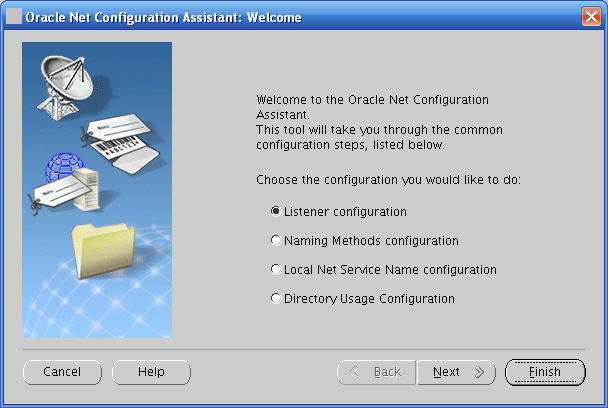 Oracle Net Configuration Assistant: Welcome
Welcome to the Oracle Net Configuration
Assistant.
This tool will take you through the common
configuration steps, listed below.
Choose the configuration you would like to do:
Listener configuration
Naming Methods configuration
Local Net Service Name configuration
Directory Usage Configuration
Cancel
Help
Back
Next
Finish